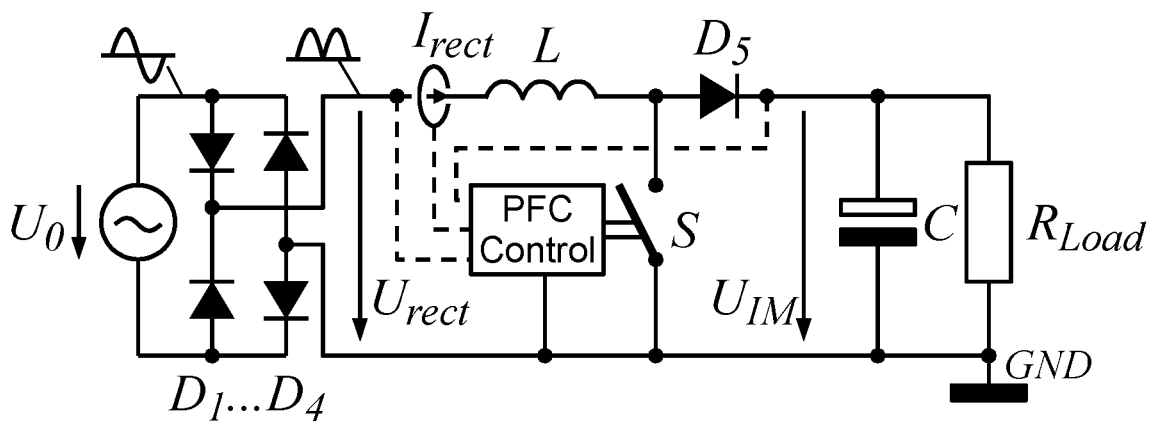 I_rect
L
D_5
U_0
PFC
Control
S
C
R_Load
U_rect
U_IM
GND
D_1...D_4